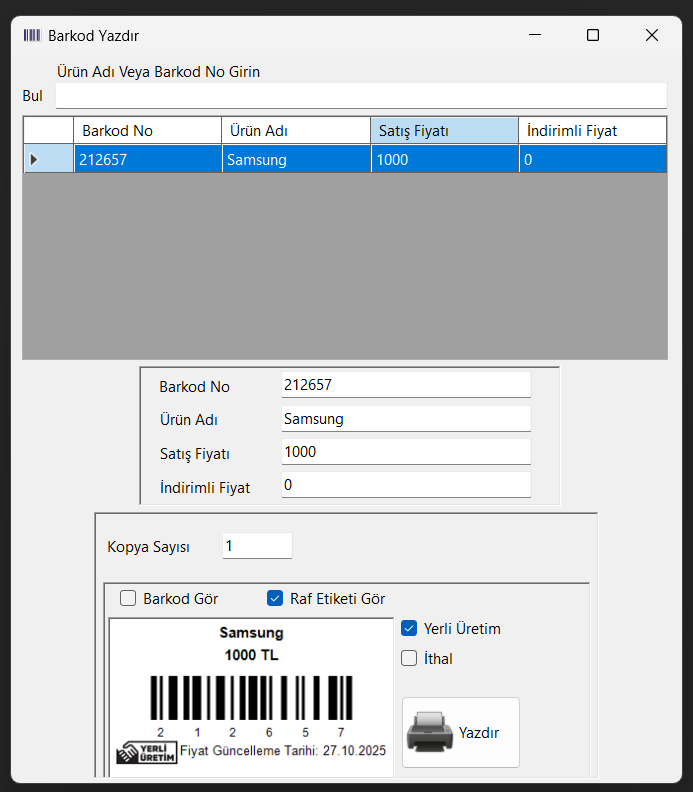 Barkod Yazdır
Ürün Adı Veya Barkod No Girin
Bul
Barkod No Ürün Adı Satış Fiyatı İndirimli Fiyat
212657 Samsung 1000 0
Barkod No 212657
Ürün Adı Samsung
Satış Fiyatı 1000
İndirimli Fiyat 0
Kopya Sayısı 1
Barkod Gör Raf Etiketi Gör
Samsung
1000 TL
2 1 2 6 5 7
YERLİ
ÜRETİM
Fiyat Güncelleme Tarihi: 27.10.2025
Yerli Üretim
İthal
Yazdır